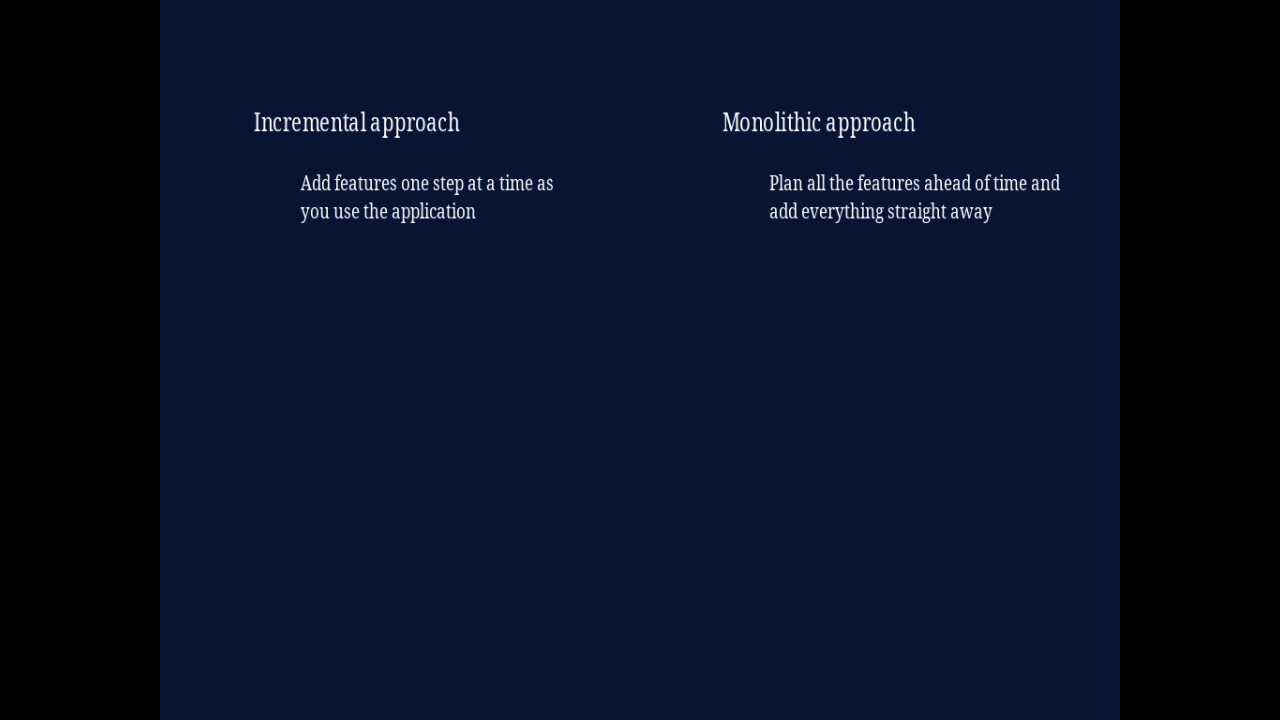 Incremental approach
Add features one step at a time as
you use the application
Monolithic approach
Plan all the features ahead of time and
add everything straight away